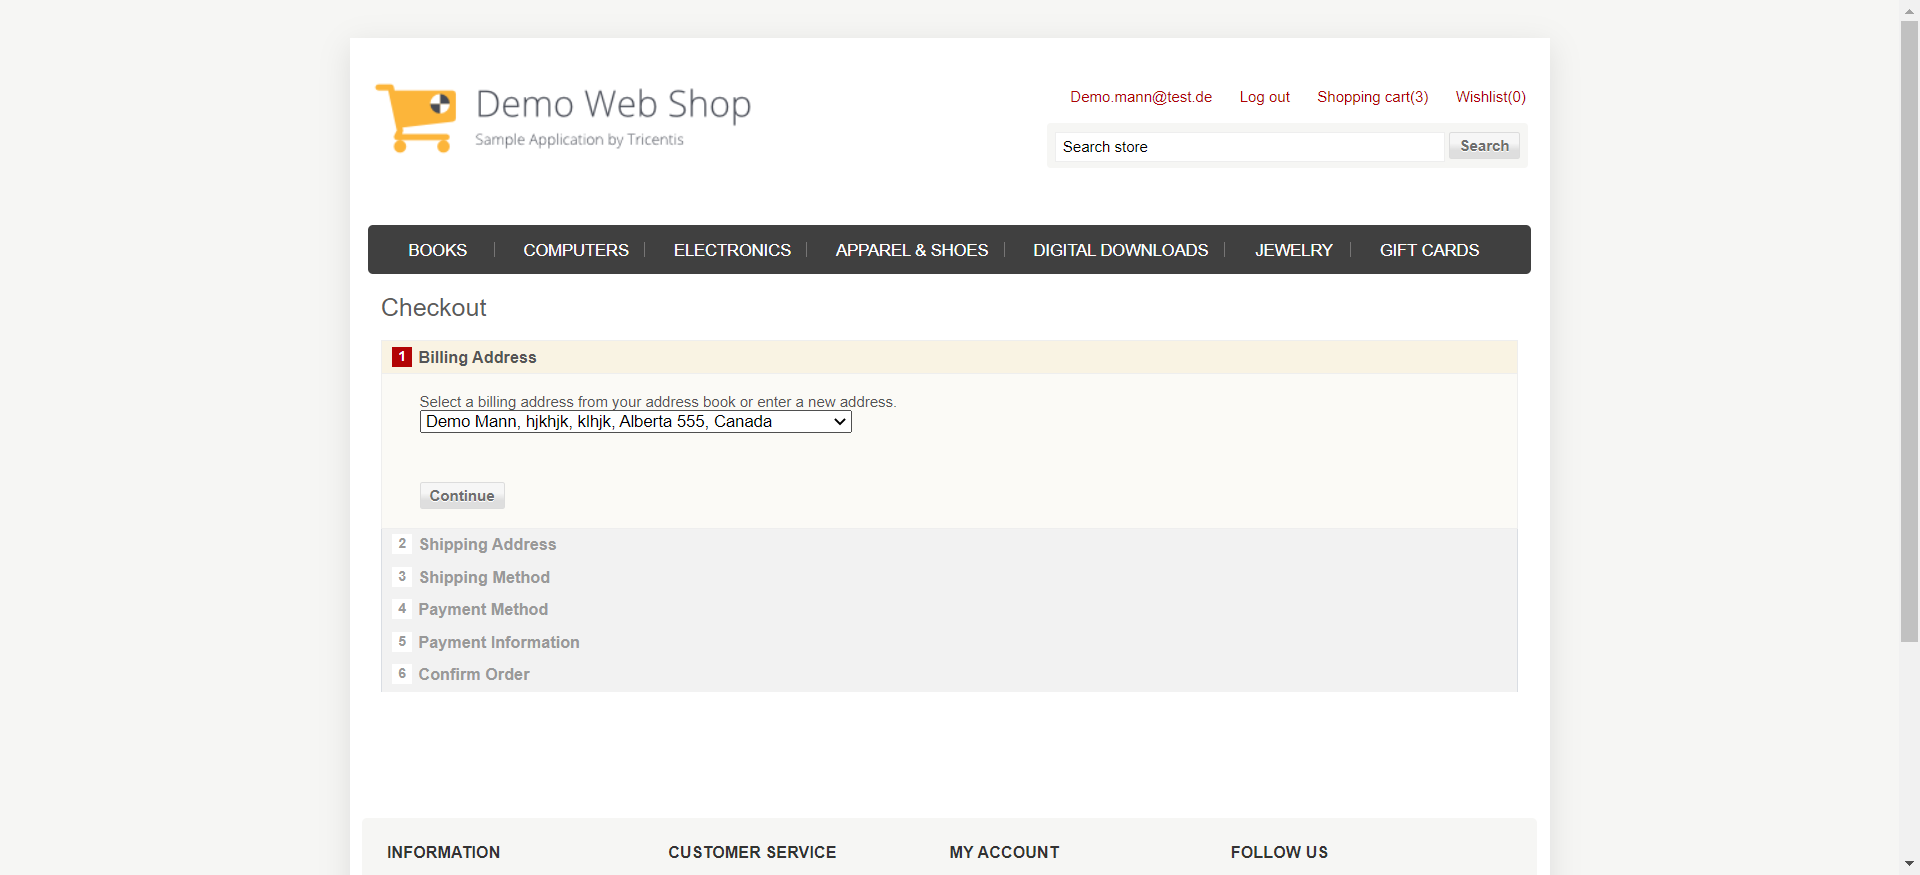 Demo Web Shop
Sample Application by Tricentis
Demo.mann@test.de Log out Shopping cart(3) Wishlist(0)
Search store Search
BOOKS COMPUTERS ELECTRONICS APPAREL & SHOES DIGITAL DOWNLOADS JEWELRY GIFT CARDS
Checkout
1 Billing Address
Select a billing address from your address book or enter a new address.
Demo Mann, hjkhjk, klhjk, Alberta 555, Canada
Continue
2 Shipping Address
3 Shipping Method
4 Payment Method
5 Payment Information
6 Confirm Order
INFORMATION CUSTOMER SERVICE MY ACCOUNT FOLLOW US